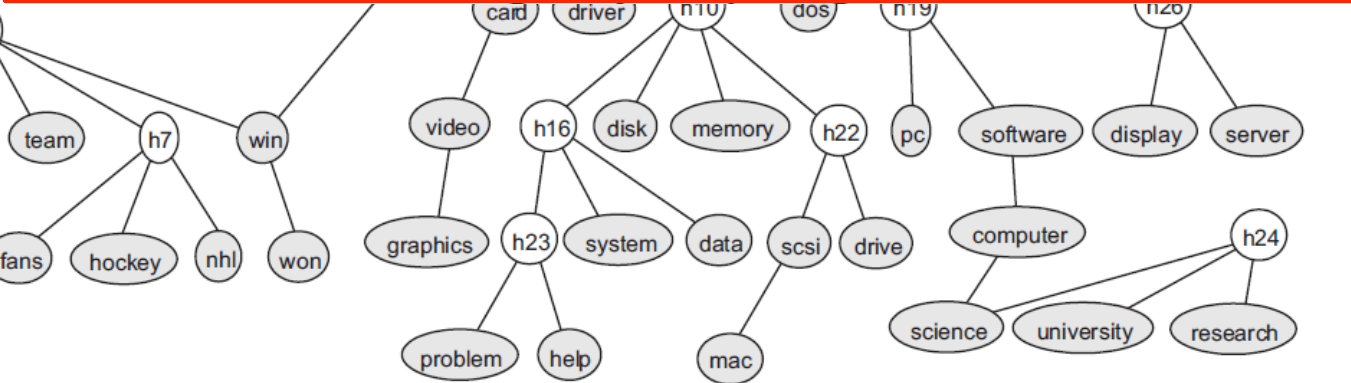 card driver h10 dos h19 h26
team h7 win video h16 disk memory h22 pc software display server
fans hockey nhl won graphics h23 system data scsi drive computer h24
problem help mac science university research